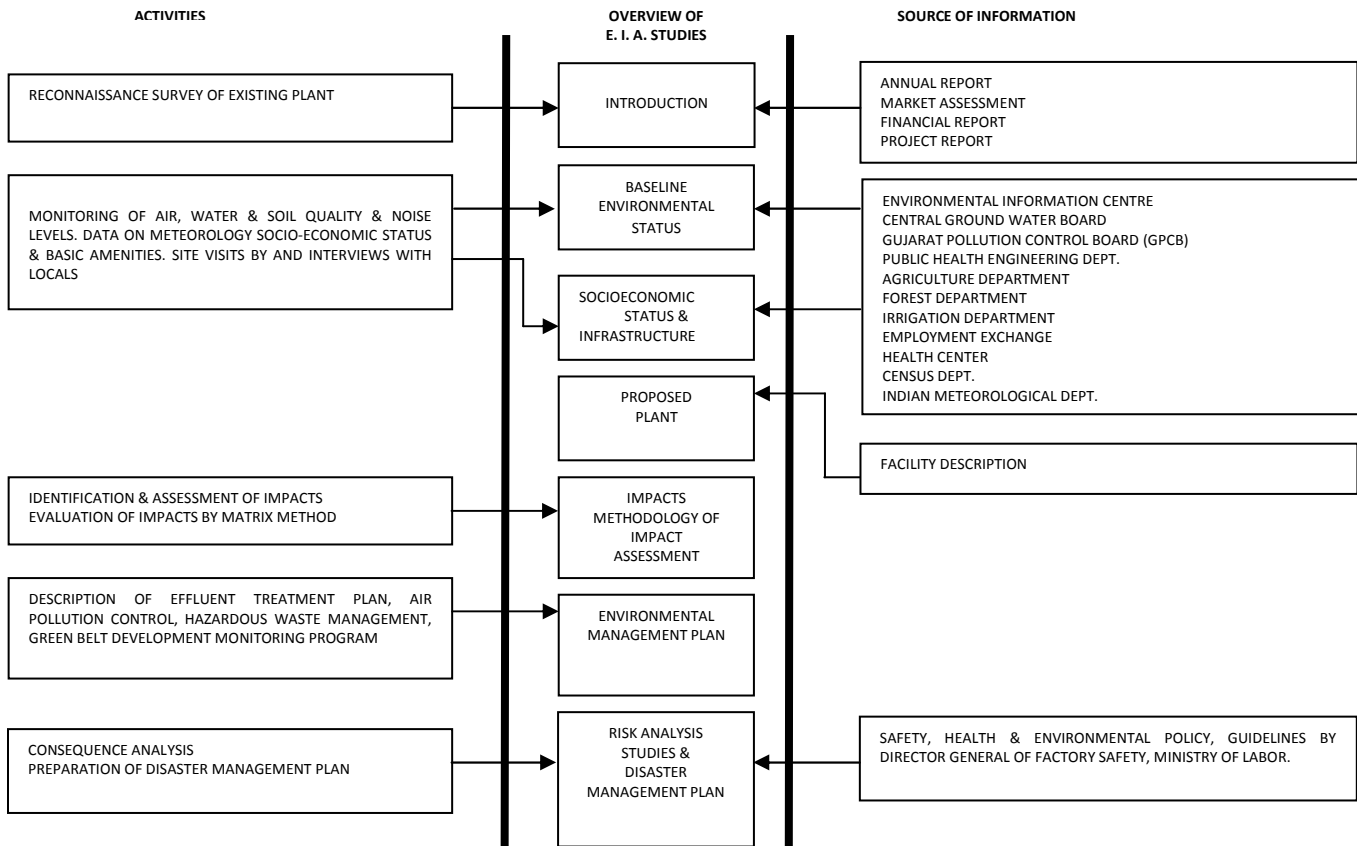 ACTIVITIES
OVERVIEW OF
E. I. A. STUDIES
SOURCE OF INFORMATION
RECONNAISSANCE SURVEY OF EXISTING PLANT
INTRODUCTION
ANNUAL REPORT
MARKET ASSESSMENT
FINANCIAL REPORT
PROJECT REPORT
MONITORING OF AIR, WATER & SOIL QUALITY & NOISE
LEVELS. DATA ON METEOROLOGY SOCIO-ECONOMIC STATUS
& BASIC AMENITIES. SITE VISITS BY AND INTERVIEWS WITH
LOCALS
BASELINE
ENVIRONMENTAL
STATUS
SOCIOECONOMIC
STATUS &
INFRASTRUCTURE
ENVIRONMENTAL INFORMATION CENTRE
CENTRAL GROUND WATER BOARD
GUJARAT POLLUTION CONTROL BOARD (GPCB)
PUBLIC HEALTH ENGINEERING DEPT.
AGRICULTURE DEPARTMENT
FOREST DEPARTMENT
IRRIGATION DEPARTMENT
EMPLOYMENT EXCHANGE
HEALTH CENTER
CENSUS DEPT.
INDIAN METEOROLOGICAL DEPT.
PROPOSED
PLANT
FACILITY DESCRIPTION
IDENTIFICATION & ASSESSMENT OF IMPACTS
EVALUATION OF IMPACTS BY MATRIX METHOD
IMPACTS
METHODOLOGY OF
IMPACT
ASSESSMENT
DESCRIPTION OF EFFLUENT TREATMENT PLAN, AIR
POLLUTION CONTROL, HAZARDOUS WASTE MANAGEMENT,
GREEN BELT DEVELOPMENT MONITORING PROGRAM
ENVIRONMENTAL
MANAGEMENT PLAN
CONSEQUENCE ANALYSIS
PREPARATION OF DISASTER MANAGEMENT PLAN
RISK ANALYSIS
STUDIES &
DISASTER
MANAGEMENT PLAN
SAFETY, HEALTH & ENVIRONMENTAL POLICY, GUIDELINES BY
DIRECTOR GENERAL OF FACTORY SAFETY, MINISTRY OF LABOR.